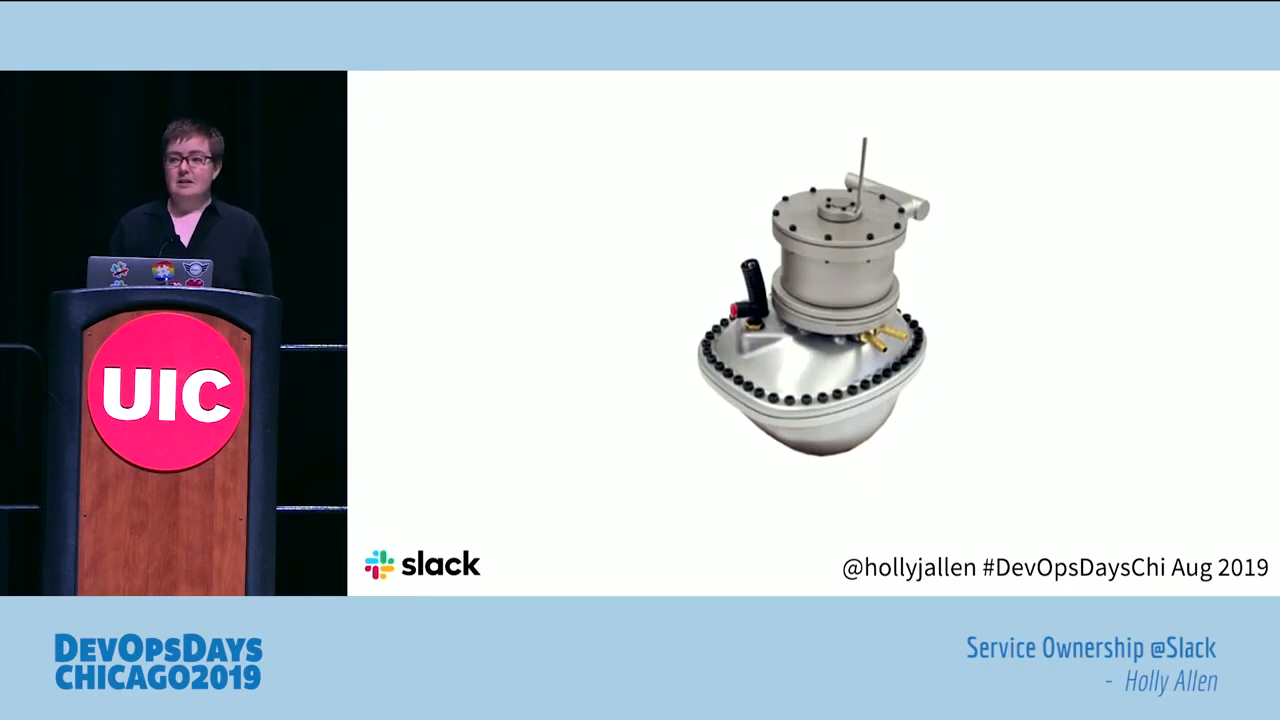 UIC
slack
@hollyjallen #DevOpsDaysChi Aug 2019
DEVOPSDAYS
CHICAGO2019
Service Ownership @Slack
- Holly Allen